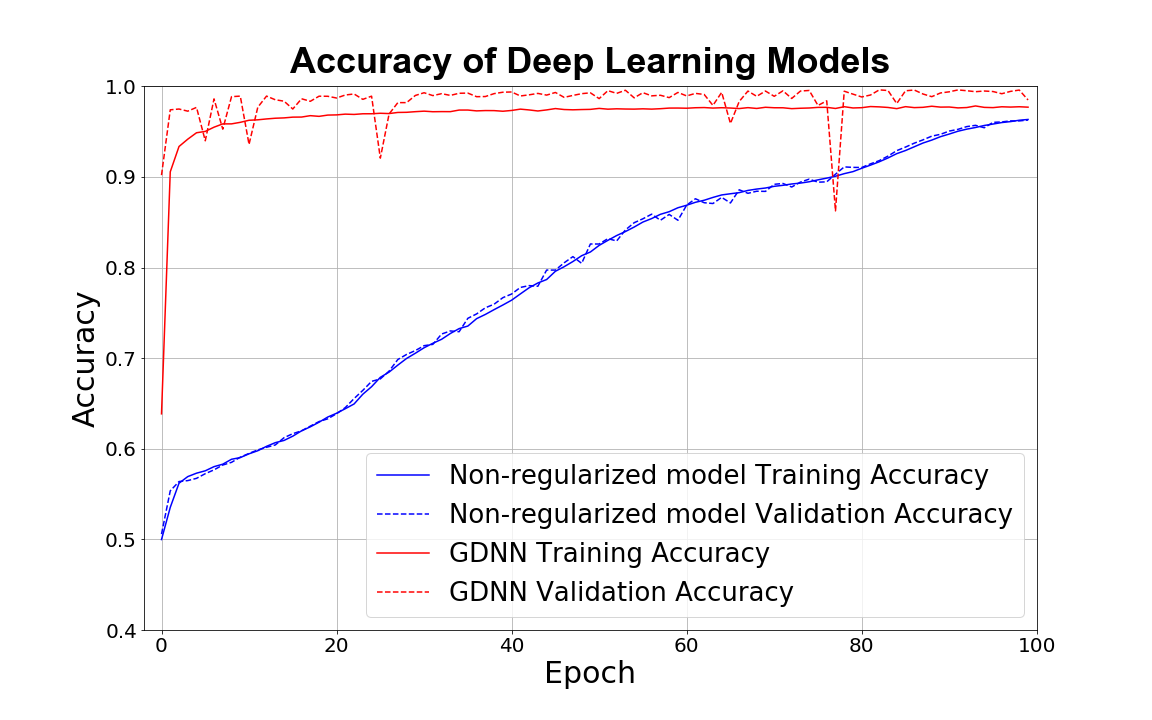 Accuracy of Deep Learning Models
Accuracy
1.0
0.9
0.8
0.7
0.6
0.5
0.4
Non-regularized model Training Accuracy
Non-regularized model Validation Accuracy
GDNN Training Accuracy
GDNN Validation Accuracy
0 20 40 60 80 100
Epoch